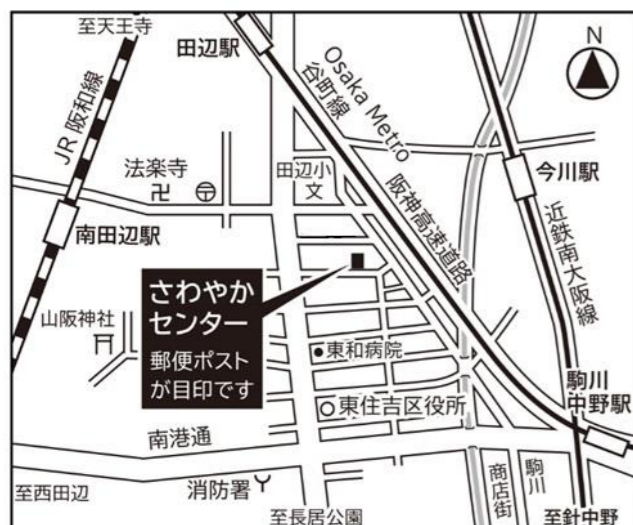 至天王寺
田辺駅
N
Osaka Metro
谷町線
JR阪和線
法楽寺
田辺小
文
今川駅
阪神高速道路
南田辺駅
近鉄南大阪線
さわやか
センター
郵便ポスト
が目印です
山阪神社
東和病院
駒川
中野駅
東住吉区役所
南港通
至西田辺
消防署
商店街
駒川
至長居公園
至針中野